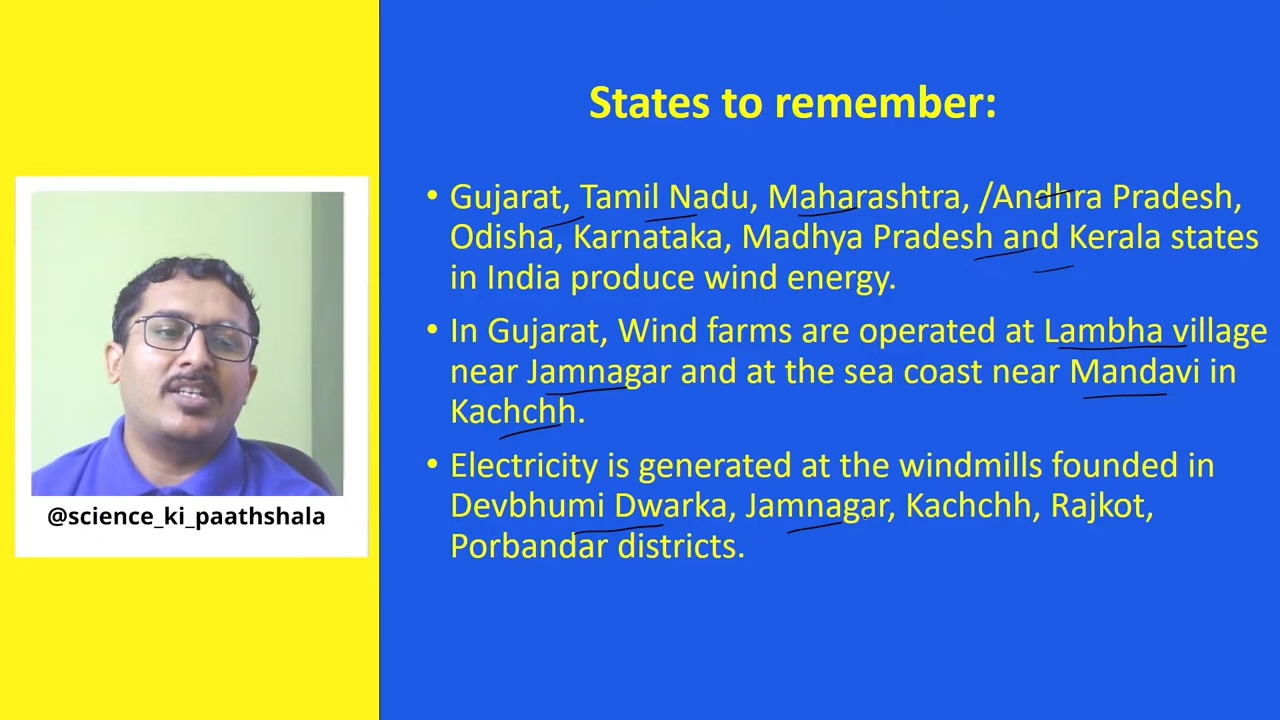 States to remember:
• Gujarat, Tamil Nadu, Maharashtra, /Andhra Pradesh,
Odisha, Karnataka, Madhya Pradesh and Kerala states
in India produce wind energy.
• In Gujarat, Wind farms are operated at Lambha village
near Jamnagar and at the sea coast near Mandavi in
Kachchh.
• Electricity is generated at the windmills founded in
Devbhumi Dwarka, Jamnagar, Kachchh, Rajkot,
Porbandar districts.
@science_ki_paathshala